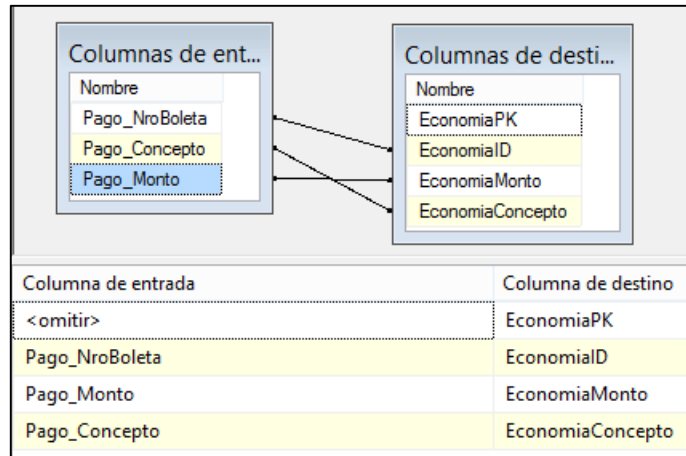 Columnas de ent...
Nombre
Pago_NroBoleta
Pago_Concepto
Pago_Monto
Columnas de desti...
Nombre
EconomiaPK
EconomiaID
EconomiaMonto
EconomiaConcepto
Columna de entrada Columna de destino
<omitir> EconomiaPK
Pago_NroBoleta EconomiaID
Pago_Monto EconomiaMonto
Pago_Concepto EconomiaConcepto